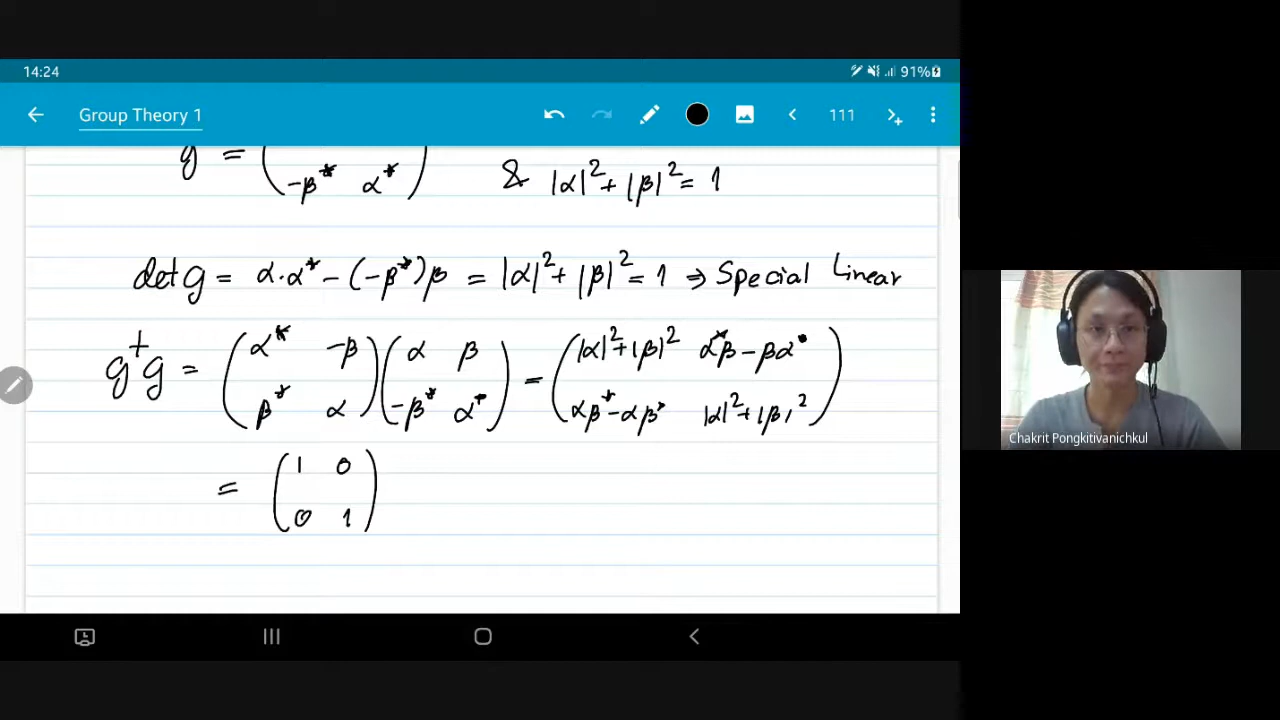 14:24 91%
Group Theory 1 111
g = ( -β* α* ) & |α|²+|β|²= 1
det g = α·α* - (-β*)β = |α|²+|β|²=1 ⇒ Special Linear
g†g = ( α* -β ) ( α β ) = ( |α|²+|β|² α*β-βα* )
( β* α ) ( -β* α* ) ( αβ*-αβ* |α|²+|β|² )
= ( 1 0 )
( 0 1 )
Chakrit Pongkitivanichkul